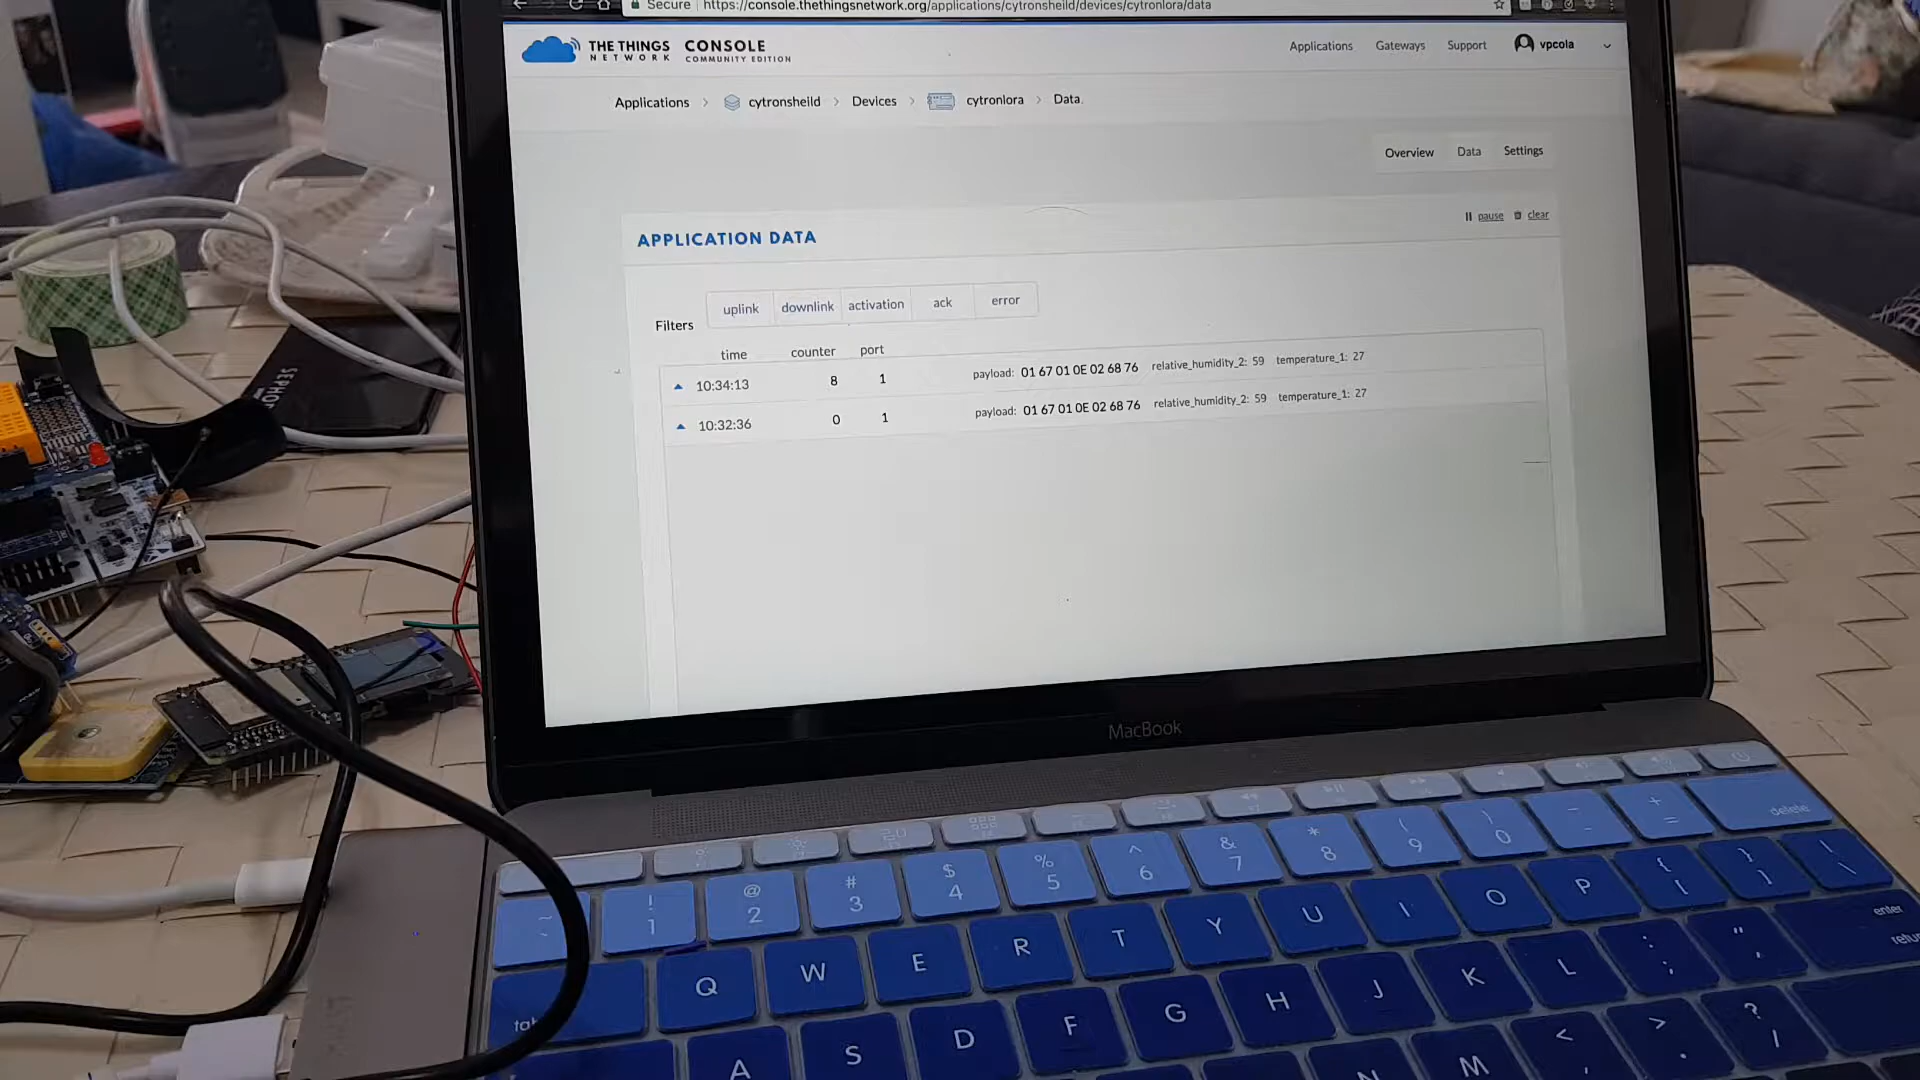 Secure https://console.thethingsnetwork.org/applications/cytronsheild/devices/cytronlora/data
THE THINGS NETWORK CONSOLE COMMUNITY EDITION
Applications Gateways Support vpcola
Applications > cytronsheild > Devices > cytronlora > Data
Overview Data Settings
pause clear
APPLICATION DATA
Filters uplink downlink activation ack error
time counter port
10:34:13 8 1 payload: 01 67 01 0E 02 68 76 relative_humidity_2: 59 temperature_1: 27
10:32:36 0 1 payload: 01 67 01 0E 02 68 76 relative_humidity_2: 59 temperature_1: 27
SEPHO
MacBook
~ ! @ # $ % ^ & * ( ) _ + delete
` 1 2 3 4 5 6 7 8 9 0 - =
tab Q W E R T Y U I O P { } |
[ ] \
A S D F G H J K L : " enter
; ' return
M < > ?
, . /